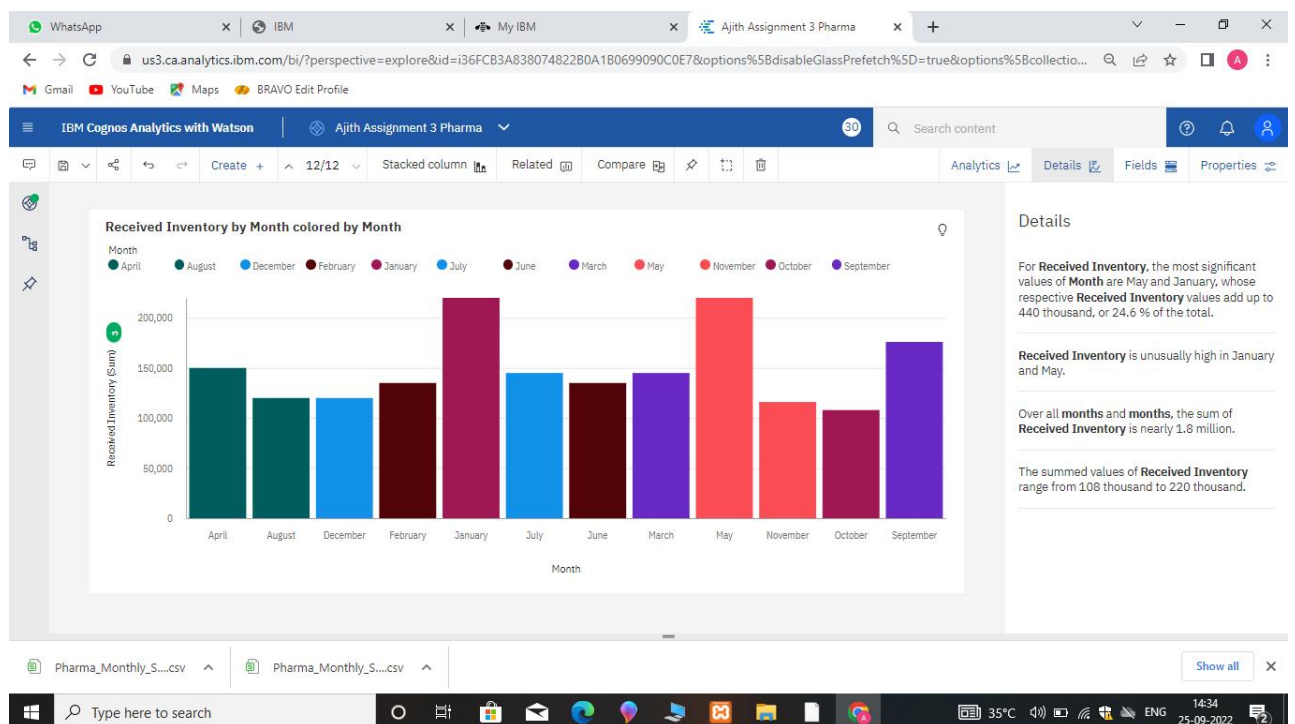 WhatsApp
IBM
My IBM
Ajith Assignment 3 Pharma
us3.ca.analytics.ibm.com/bi/?perspective=explore&id=i36FCB3A838074822B0A1B0699090C0E7&options%5BdisableGlassPrefetch%5D=true&options%5Bcollectio...
A
Gmail YouTube Maps BRAVO Edit Profile
IBM Cognos Analytics with Watson Ajith Assignment 3 Pharma 30 Search content
Create + 12/12 Stacked column Related Compare Analytics Details Fields Properties
Received Inventory by Month colored by Month
Month
April August December February January July June March May November October September
Received Inventory (Sum)
3
200,000
150,000
100,000
50,000
0
April August December February January July June March May November October September
Month
Details
For Received Inventory, the most significant
values of Month are May and January, whose
respective Received Inventory values add up to
440 thousand, or 24.6 % of the total.
Received Inventory is unusually high in January
and May.
Over all months and months, the sum of
Received Inventory is nearly 1.8 million.
The summed values of Received Inventory
range from 108 thousand to 220 thousand.
Pharma_Monthly_S....csv Pharma_Monthly_S....csv Show all
Type here to search 35°C ENG 14:34
25-09-2022
2